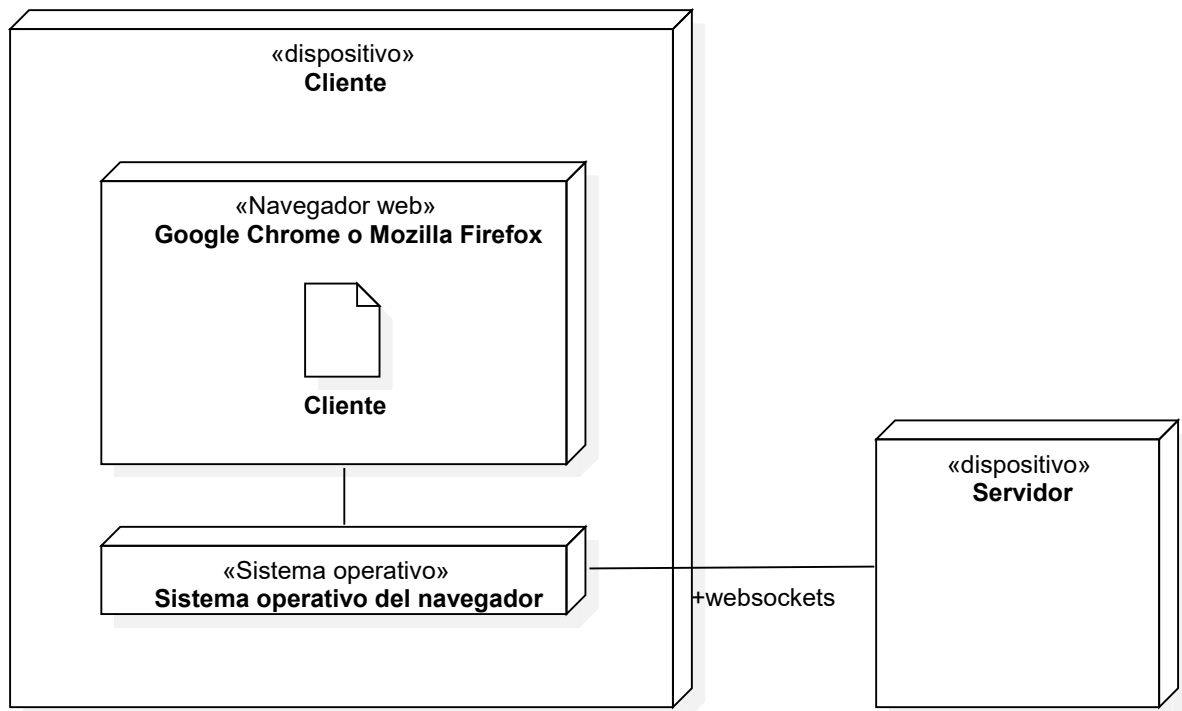 «dispositivo»
Cliente
«Navegador web»
Google Chrome o Mozilla Firefox
Cliente
«Sistema operativo»
Sistema operativo del navegador
+websockets
«dispositivo»
Servidor